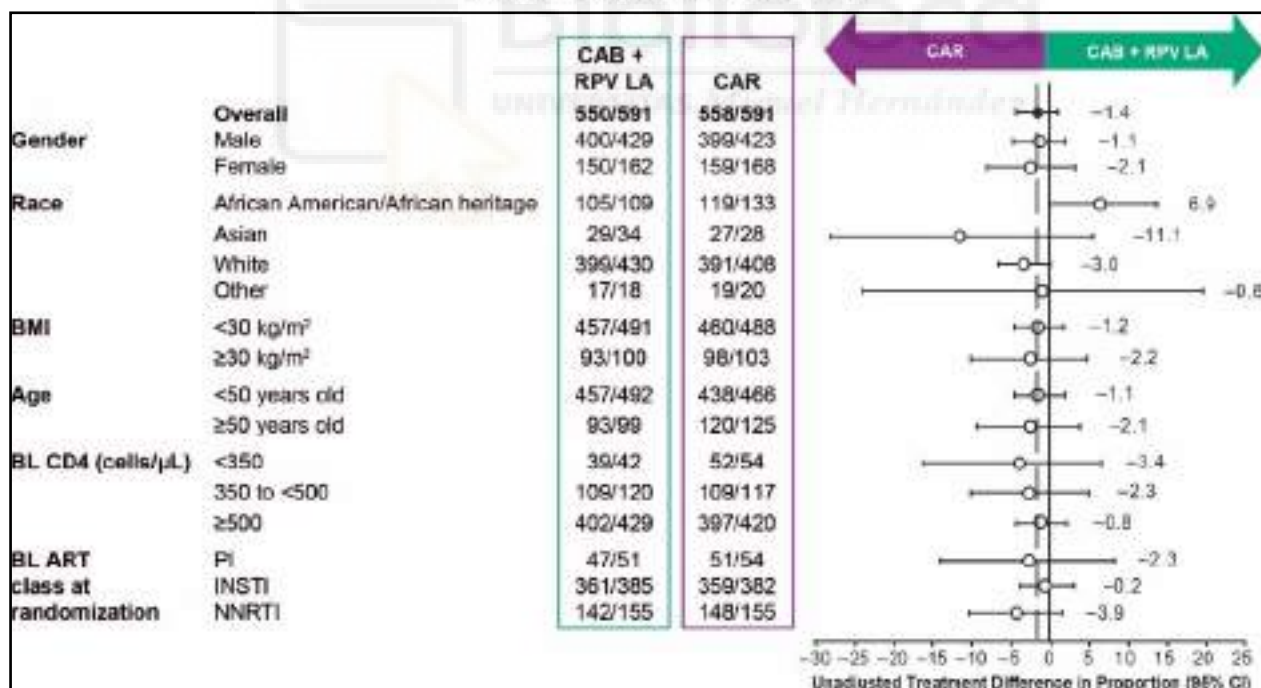 Biblioteca
UNIVERSITAS Miguel Hernández
CAR CAB + RPV LA
CAB + RPV LA CAR
Overall 550/591 558/591 −1.4
Gender Male 400/429 399/423 −1.1
Female 150/162 159/168 −2.1
Race African American/African heritage 105/109 119/133 6.9
Asian 29/34 27/28 −11.1
White 399/430 391/408 −3.0
Other 17/18 19/20 −0.6
BMI <30 kg/m² 457/491 460/488 −1.2
≥30 kg/m² 93/100 98/103 −2.2
Age <50 years old 457/492 438/466 −1.1
≥50 years old 93/99 120/125 −2.1
BL CD4 (cells/μL) <350 39/42 52/54 −3.4
350 to <500 109/120 109/117 −2.3
≥500 402/429 397/420 −0.8
BL ART PI 47/51 51/54 −2.3
class at INSTI 361/385 359/382 −0.2
randomization NNRTI 142/155 148/155 −3.9
−30 −25 −20 −15 −10 −5 0 5 10 15 20 25
Unadjusted Treatment Difference in Proportion (95% CI)